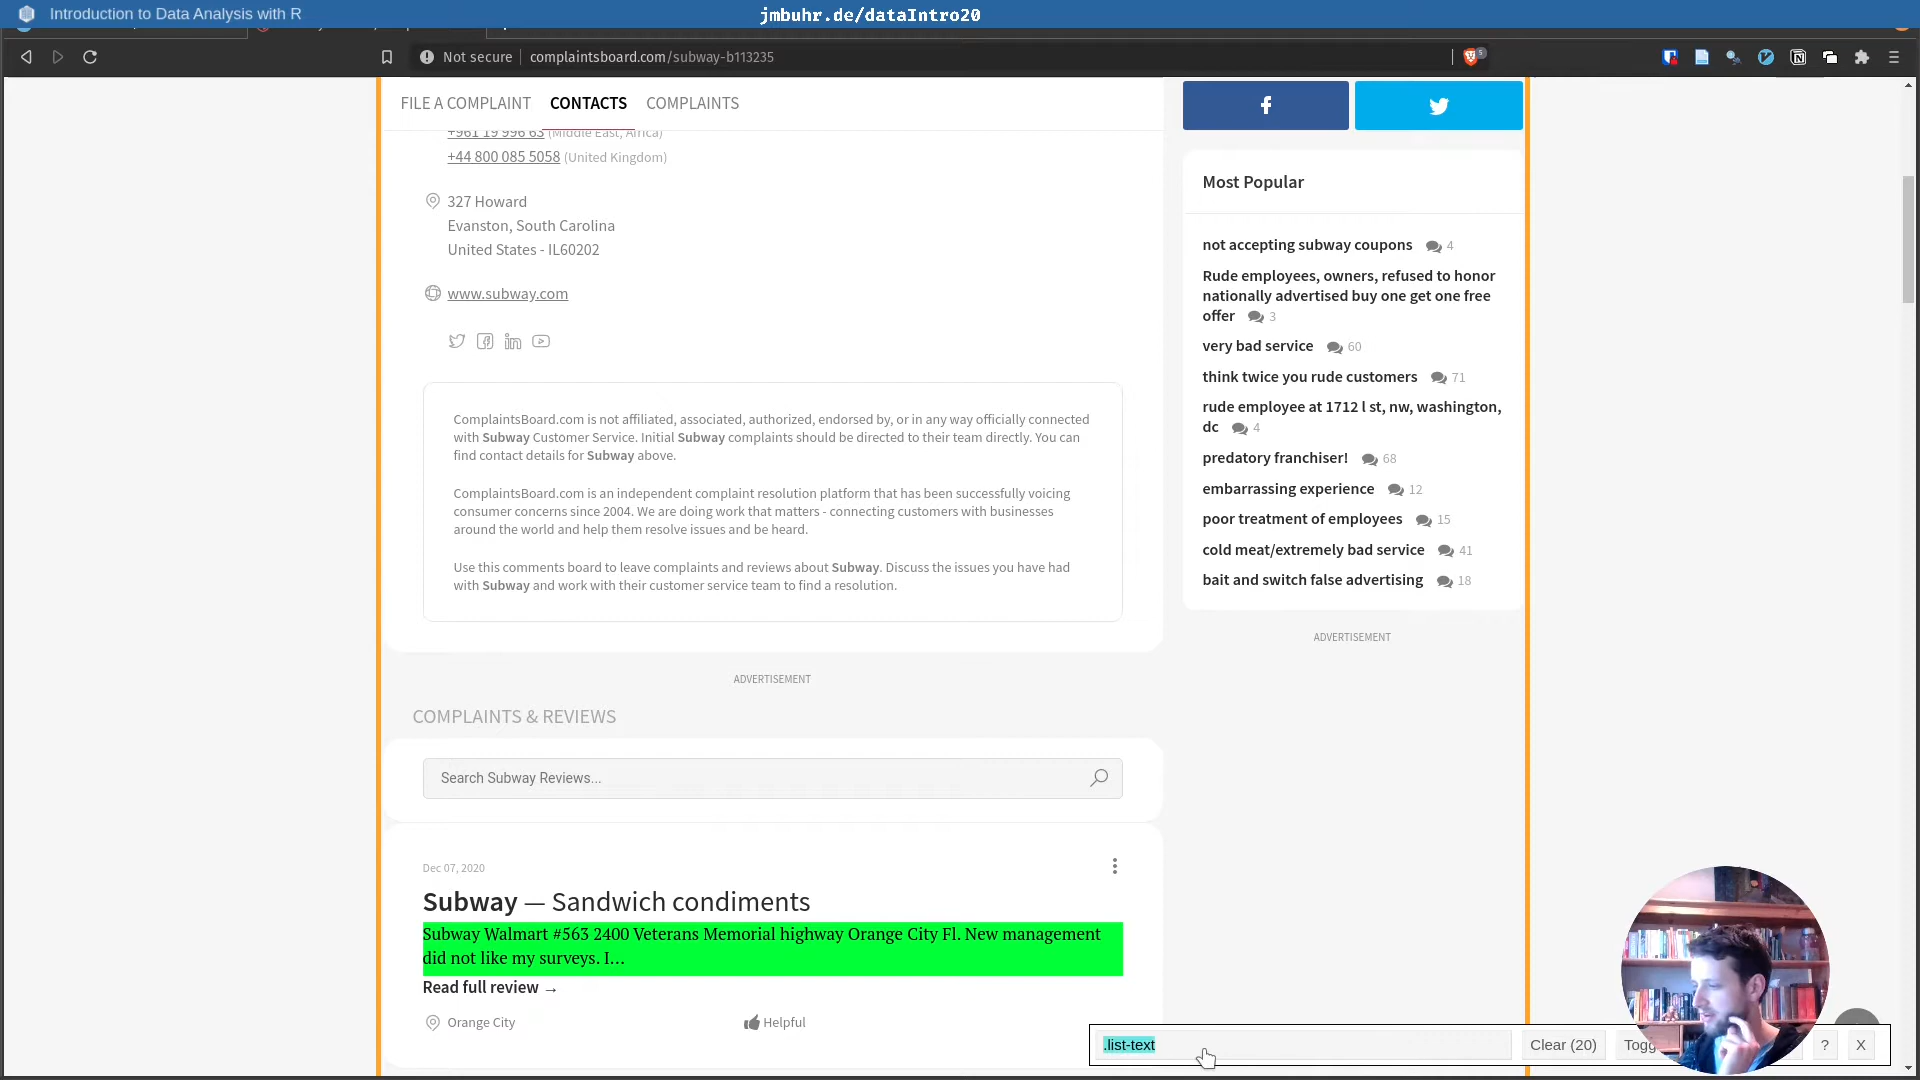 Introduction to Data Analysis with R
jmbuhr.de/dataIntro20
Not secure
complaintsboard.com/subway-b113235
5
FILE A COMPLAINT
CONTACTS
COMPLAINTS
+961 19 996 63 (Middle East, Africa)
+44 800 085 5058 (United Kingdom)
327 Howard
Evanston, South Carolina
United States - IL60202
www.subway.com
ComplaintsBoard.com is not affiliated, associated, authorized, endorsed by, or in any way officially connected
with Subway Customer Service. Initial Subway complaints should be directed to their team directly. You can
find contact details for Subway above.
ComplaintsBoard.com is an independent complaint resolution platform that has been successfully voicing
consumer concerns since 2004. We are doing work that matters - connecting customers with businesses
around the world and help them resolve issues and be heard.
Use this comments board to leave complaints and reviews about Subway. Discuss the issues you have had
with Subway and work with their customer service team to find a resolution.
ADVERTISEMENT
COMPLAINTS & REVIEWS
Search Subway Reviews...
Dec 07, 2020
Subway — Sandwich condiments
Subway Walmart #563 2400 Veterans Memorial highway Orange City Fl. New management
did not like my surveys. I…
Read full review →
Orange City
Helpful
Most Popular
not accepting subway coupons 4
Rude employees, owners, refused to honor
nationally advertised buy one get one free
offer 3
very bad service 60
think twice you rude customers 71
rude employee at 1712 l st, nw, washington,
dc 4
predatory franchiser! 68
embarrassing experience 12
poor treatment of employees 15
cold meat/extremely bad service 41
bait and switch false advertising 18
ADVERTISEMENT
.list-text
Clear (20)
Togg
?
X